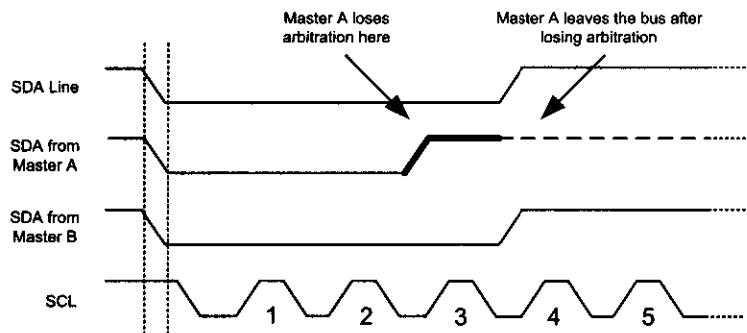 Master A loses
arbitration here
Master A leaves the bus after
losing arbitration
SDA Line
SDA from
Master A
SDA from
Master B
SCL
1 2 3 4 5